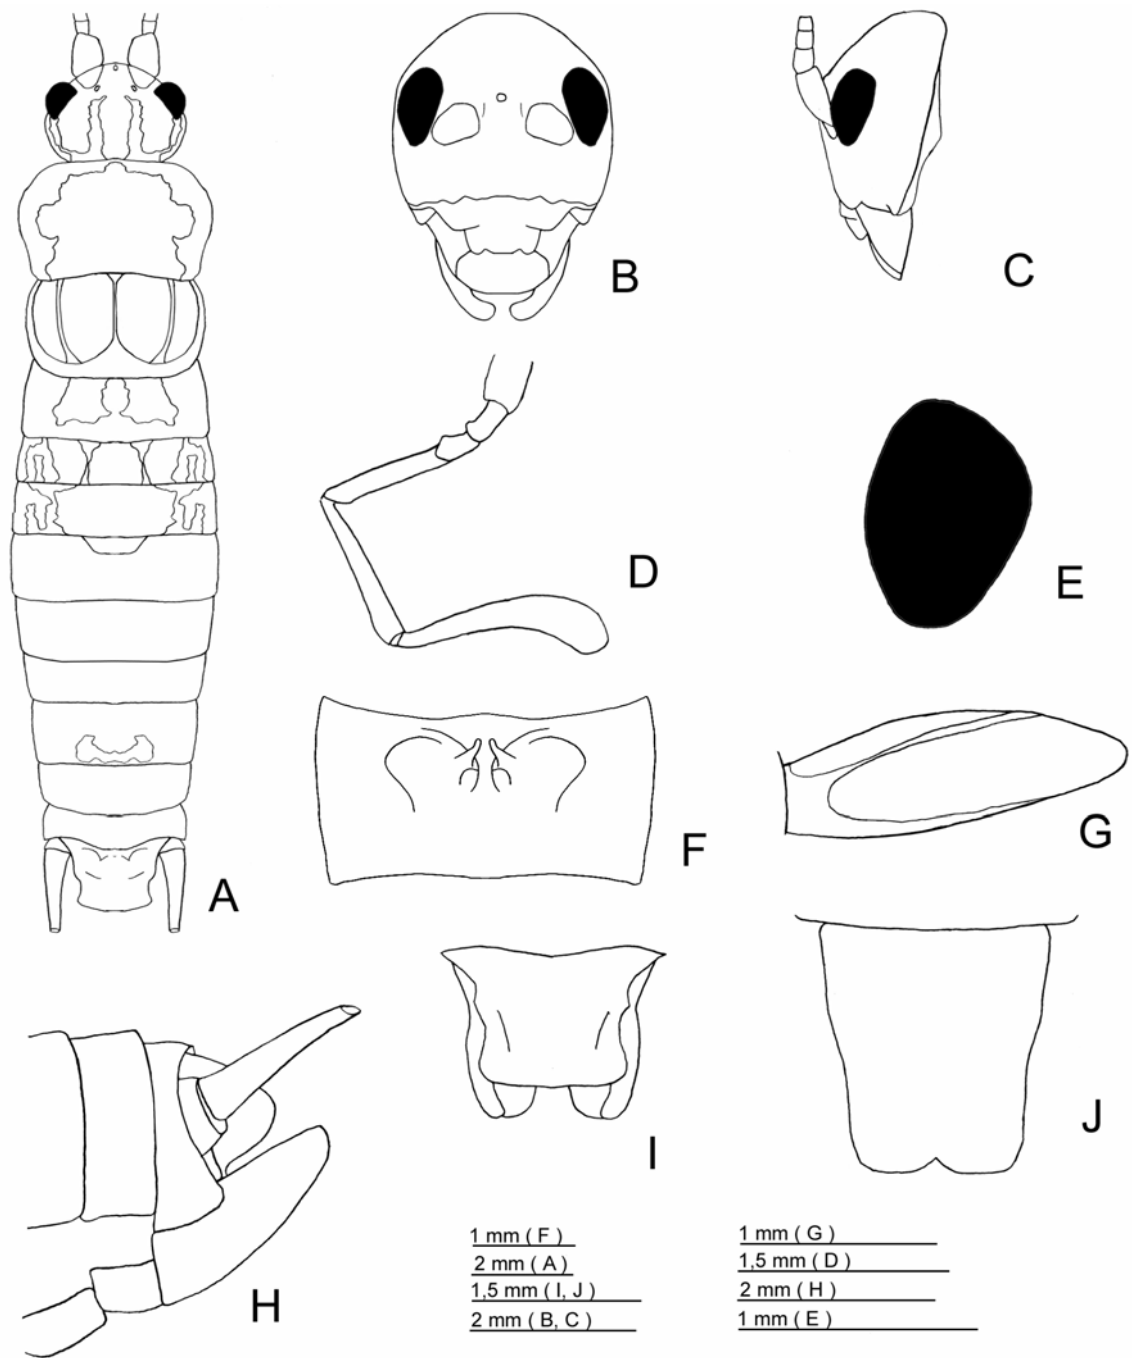 B
C
D
E
A
F
G
H
I
J
1 mm ( F )
2 mm ( A )
1,5 mm ( I, J )
2 mm ( B, C )
1 mm ( G )
1,5 mm ( D )
2 mm ( H )
1 mm ( E )